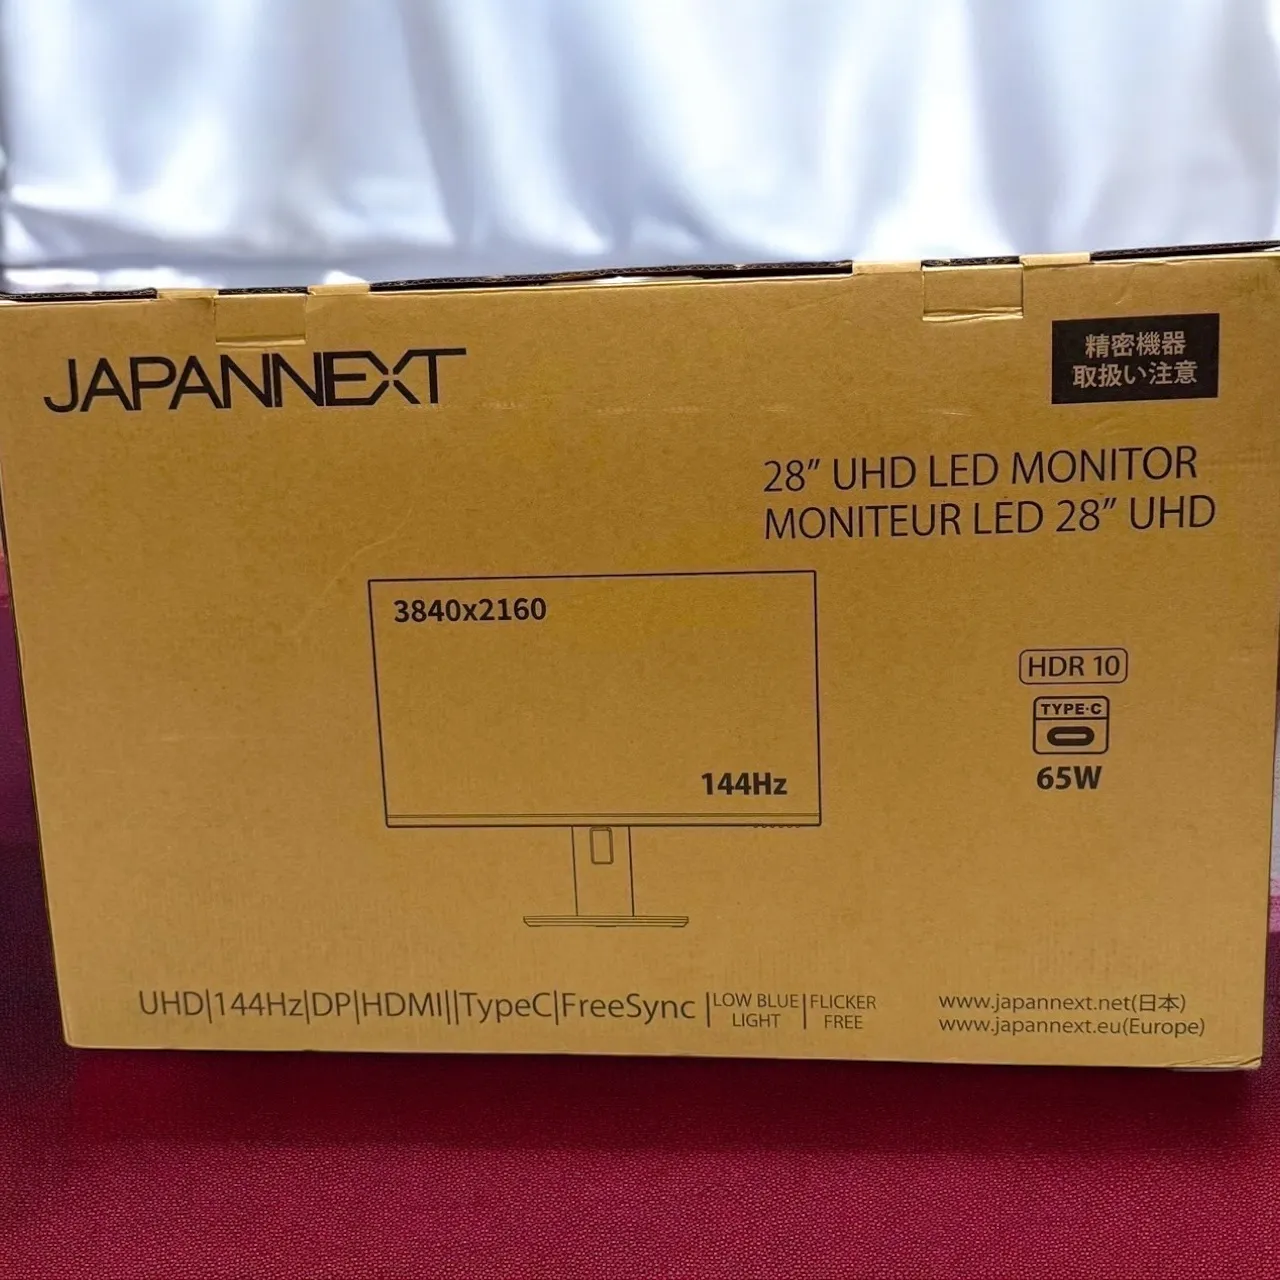 JAPANNEXT
精密機器
取扱い注意
28” UHD LED MONITOR
MONITEUR LED 28” UHD
3840x2160
144Hz
HDR 10
TYPE-C
65W
UHD|144Hz|DP|HDMI||TypeC|FreeSync |LOW BLUE LIGHT |FLICKER FREE
www.japannext.net(日本)
www.japannext.eu(Europe)